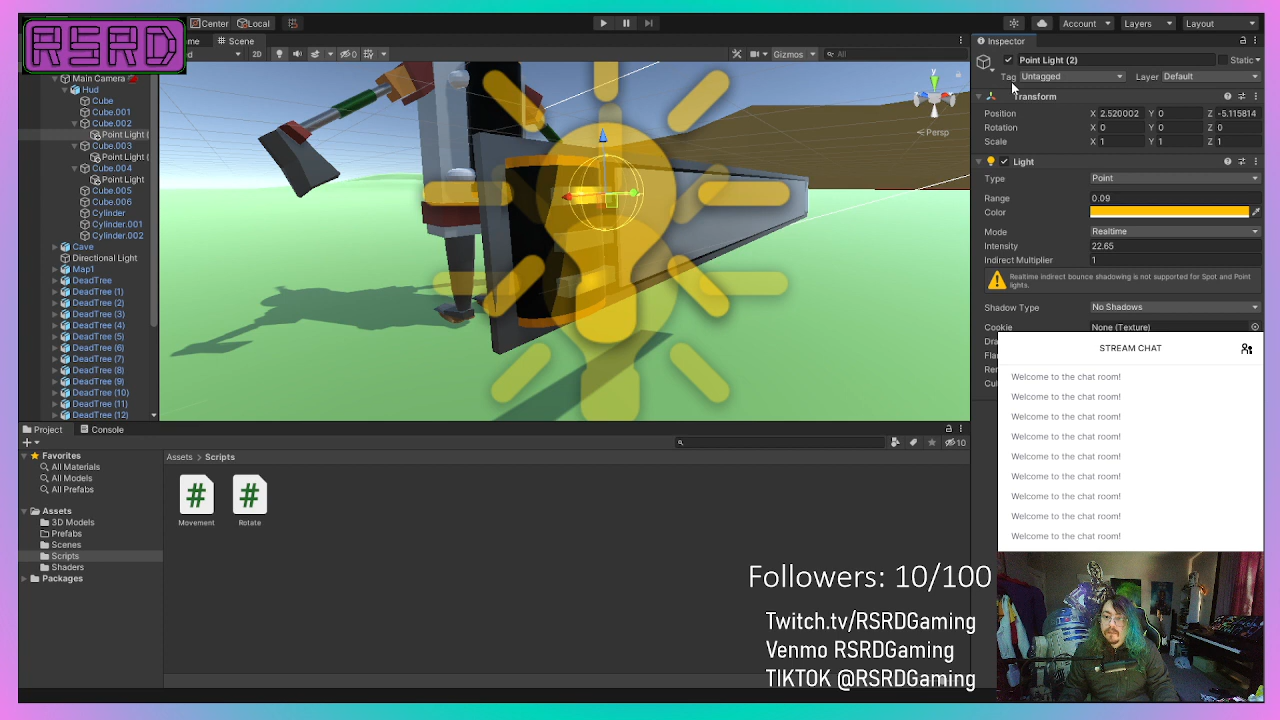 RSRD
Center
Local
Account
Layers
Layout
Scene
2D
0
Gizmos
All
Main Camera
Hud
Cube
Cube.001
Cube.002
Point Light (
Cube.003
Point Light (
Cube.004
Point Light
Cube.005
Cube.006
Cylinder
Cylinder.001
Cylinder.002
Cave
Directional Light
Map1
DeadTree
DeadTree (1)
DeadTree (2)
DeadTree (3)
DeadTree (4)
DeadTree (5)
DeadTree (6)
DeadTree (7)
DeadTree (8)
DeadTree (9)
DeadTree (10)
DeadTree (11)
DeadTree (12)
y
Persp
Inspector
Point Light (2)
Static
Tag Untagged
Layer Default
Transform
Position X 2.520002 Y 0 Z -5.115814
Rotation X 0 Y 0 Z 0
Scale X 1 Y 1 Z 1
Light
Type Point
Range 0.09
Color
Mode Realtime
Intensity 22.65
Indirect Multiplier 1
Realtime indirect bounce shadowing is not supported for Spot and Point
lights.
Shadow Type No Shadows
Cookie None (Texture)
STREAM CHAT
Welcome to the chat room!
Welcome to the chat room!
Welcome to the chat room!
Welcome to the chat room!
Welcome to the chat room!
Welcome to the chat room!
Welcome to the chat room!
Welcome to the chat room!
Welcome to the chat room!
Project
Console
10
Favorites
All Materials
All Models
All Prefabs
Assets
3D Models
Prefabs
Scenes
Scripts
Shaders
Packages
Assets > Scripts
#
#
Movement
Rotate
Followers: 10/100
Twitch.tv/RSRDGaming
Venmo RSRDGaming
TIKTOK @RSRDGaming